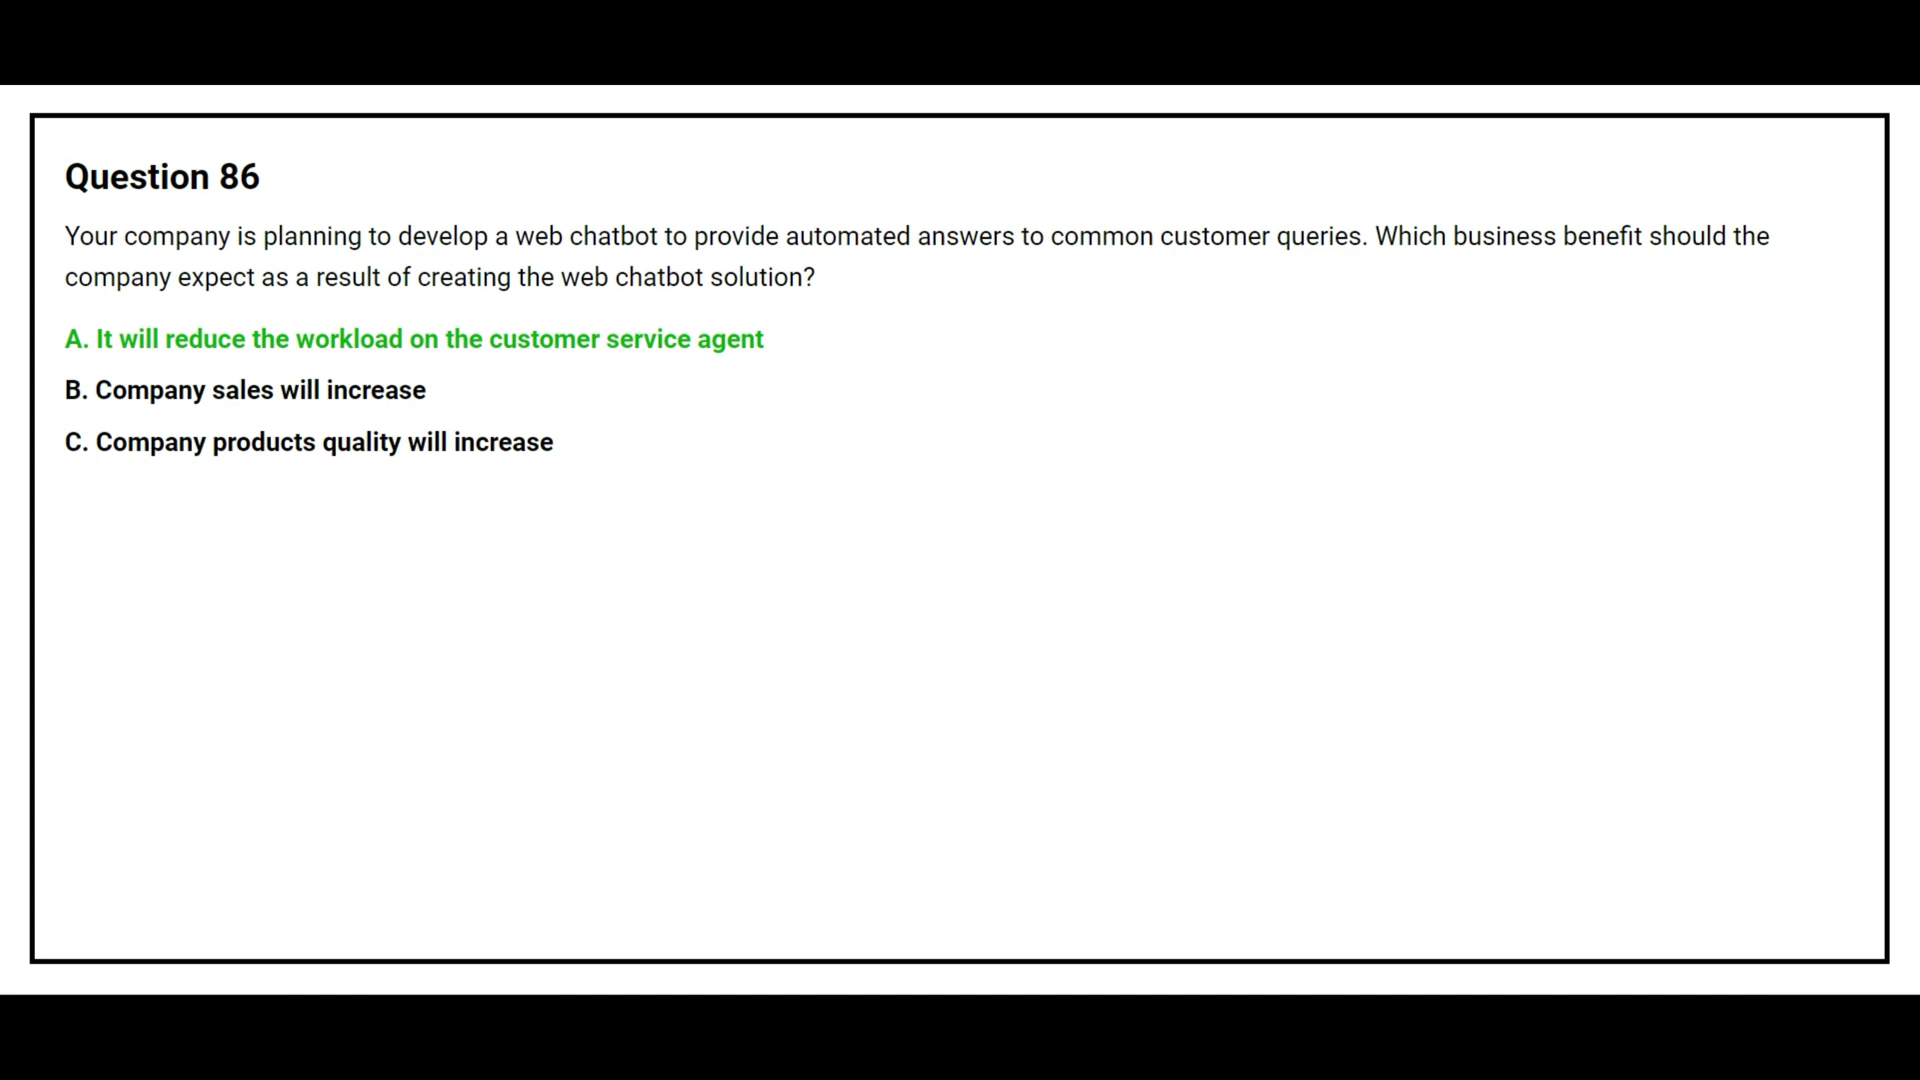 Question 86
Your company is planning to develop a web chatbot to provide automated answers to common customer queries. Which business benefit should the
company expect as a result of creating the web chatbot solution?
A. It will reduce the workload on the customer service agent
B. Company sales will increase
C. Company products quality will increase